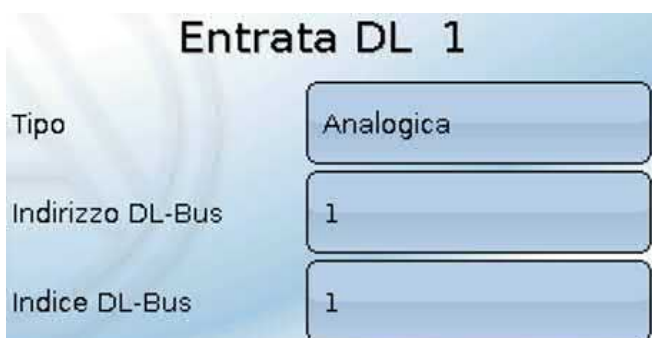 Entrata DL 1
Tipo Analogica
Indirizzo DL-Bus 1
Indice DL-Bus 1